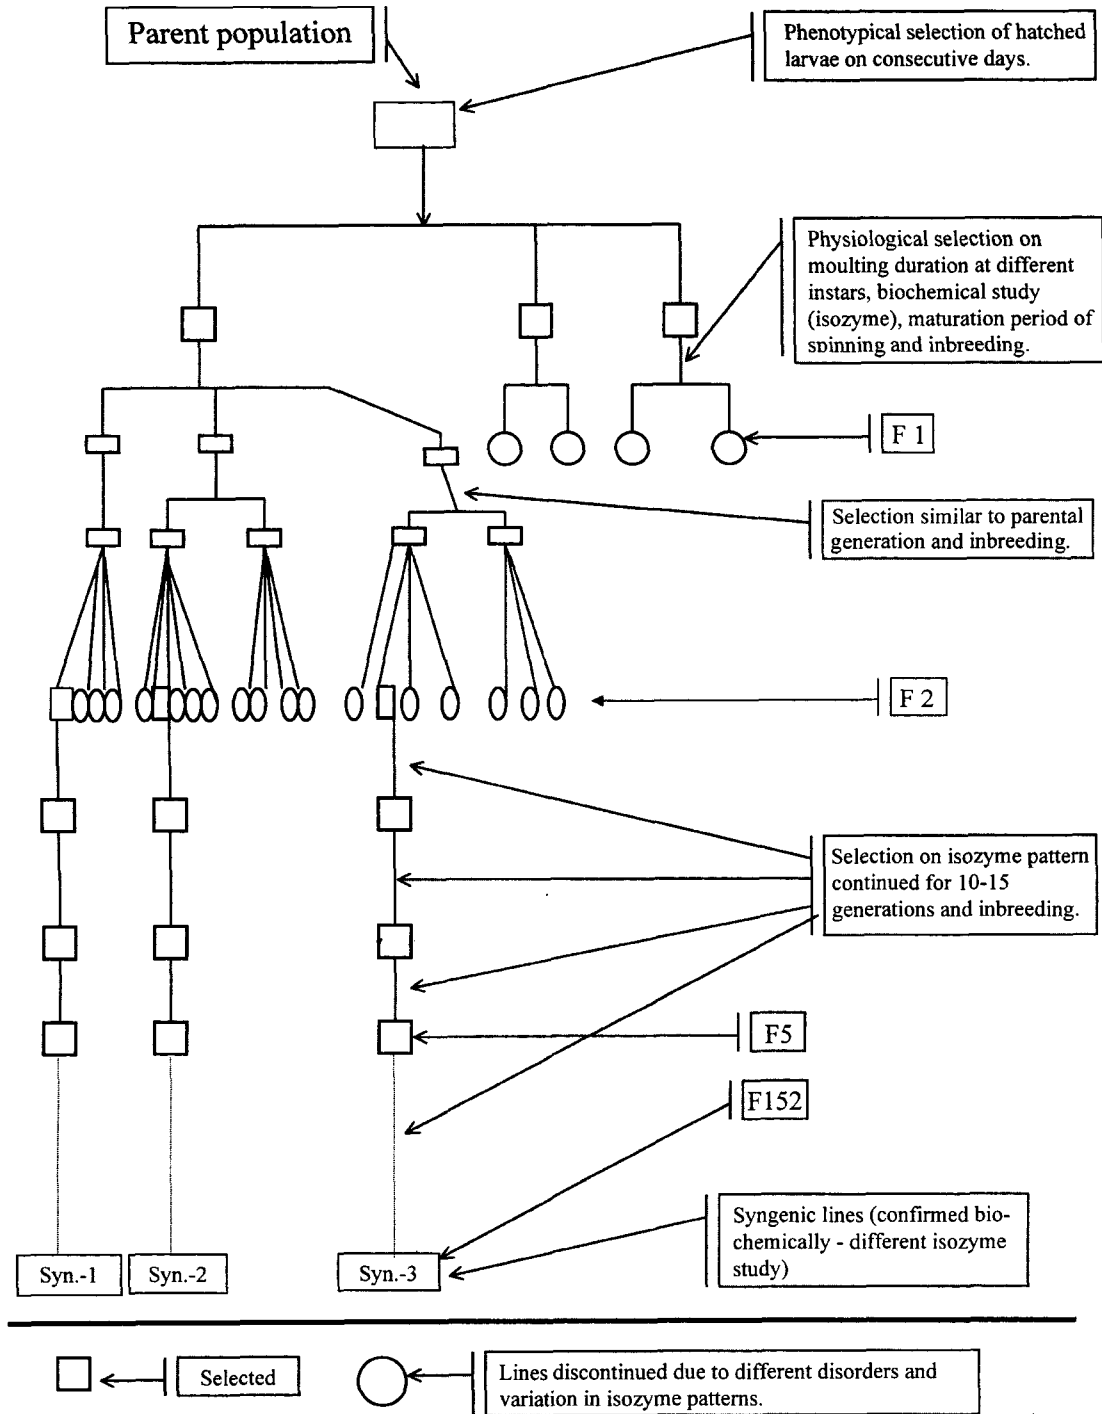 Parent population
Phenotypical selection of hatched
larvae on consecutive days.
Physiological selection on
moulting duration at different
instars, biochemical study
(isozyme), maturation period of
spinning and inbreeding.
F 1
Selection similar to parental
generation and inbreeding.
F 2
Selection on isozyme pattern
continued for 10-15
generations and inbreeding.
F5
F152
Syngenic lines (confirmed bio-
chemically - different isozyme
study)
Syn.-1
Syn.-2
Syn.-3
Selected
Lines discontinued due to different disorders and
variation in isozyme patterns.